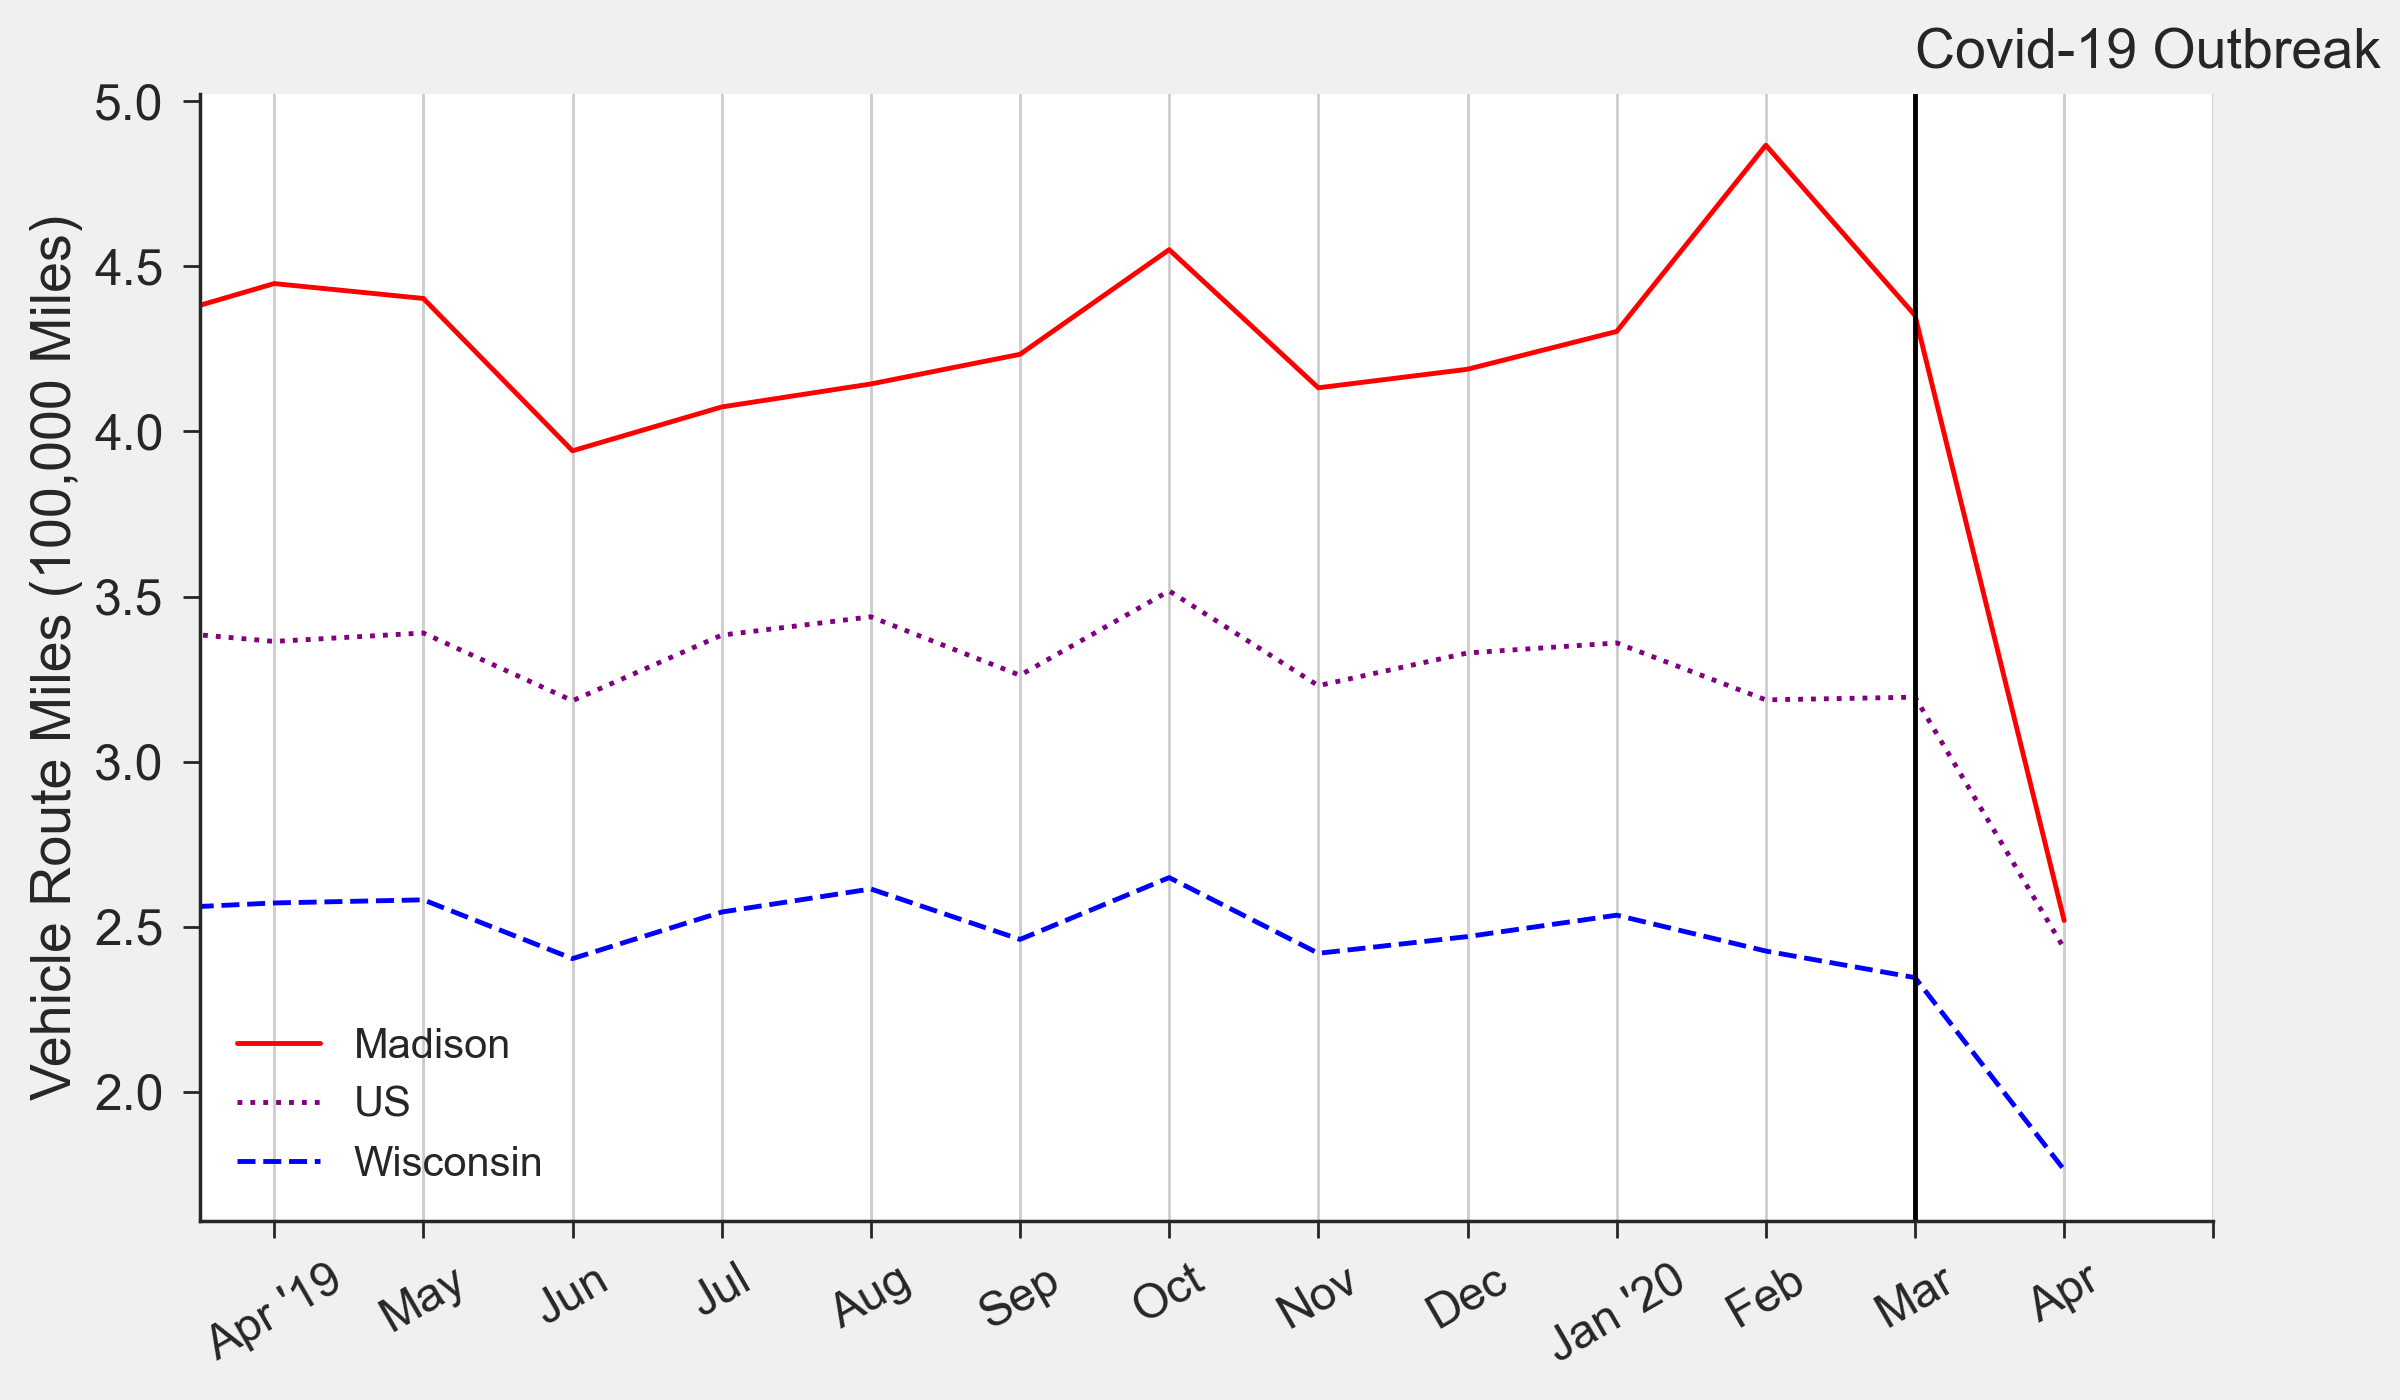 Covid-19 Outbreak
Vehicle Route Miles (100,000 Miles)
5.0
4.5
4.0
3.5
3.0
2.5
2.0
Madison
US
Wisconsin
Apr '19
May
Jun
Jul
Aug
Sep
Oct
Nov
Dec
Jan '20
Feb
Mar
Apr